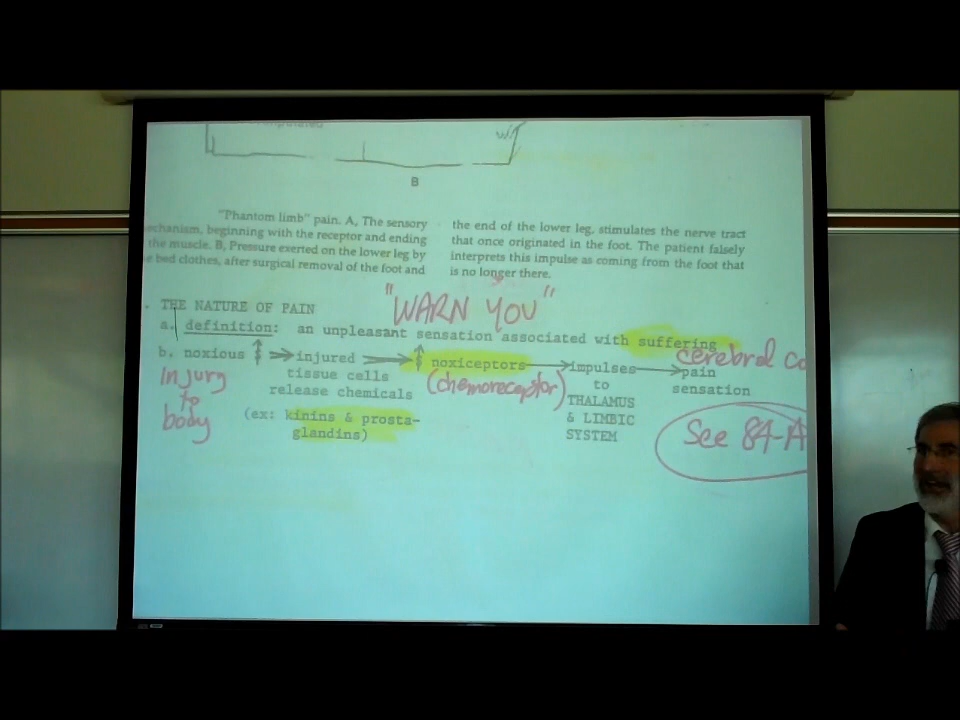 W
B
"Phantom limb" pain. A, The sensory
echanism, beginning with the receptor and ending
the muscle. B, Pressure exerted on the lower leg by
e bed clothes, after surgical removal of the foot and
the end of the lower leg, stimulates the nerve tract
that once originated in the foot. The patient falsely
interprets this impulse as coming from the foot that
is no longer there.
. THE NATURE OF PAIN
"WARN YOU"
a. definition: an unpleasant sensation associated with suffering
cerebral co
b. noxious → injured → noxiceptors → impulses → pain
tissue cells to sensation
release chemicals THALAMUS
(ex: kinins & prosta- & LIMBIC
glandins) SYSTEM
Injury
to
body
(chemoreceptor)
See 84-A